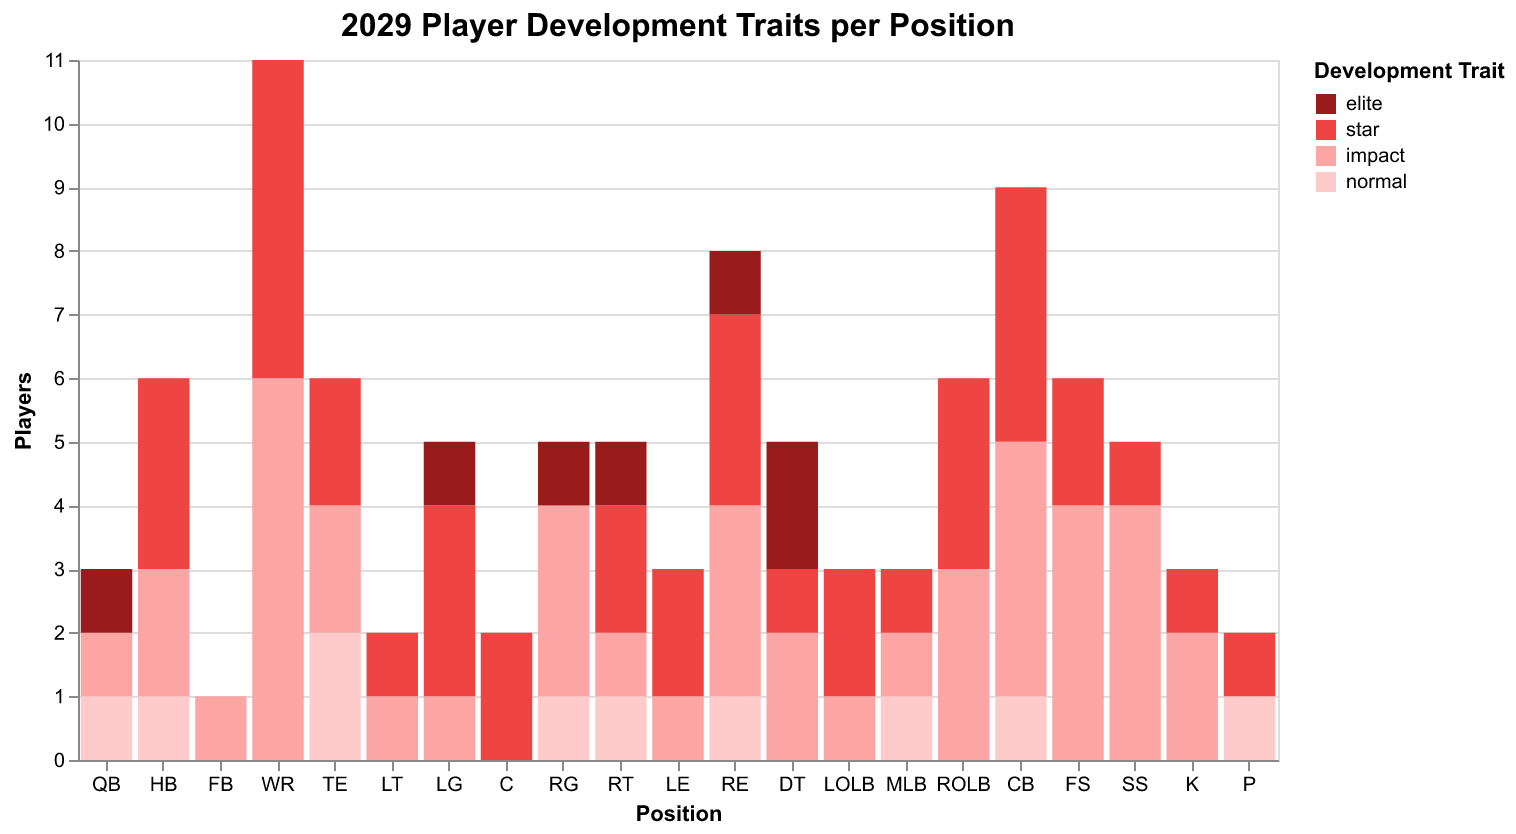 2029 Player Development Traits per Position
11
10
9
8
7
6
5
4
3
2
1
0
Players
QB HB FB WR TE LT LG C RG RT LE RE DT LOLB MLB ROLB CB FS SS K P
Position
Development Trait
elite
star
impact
normal